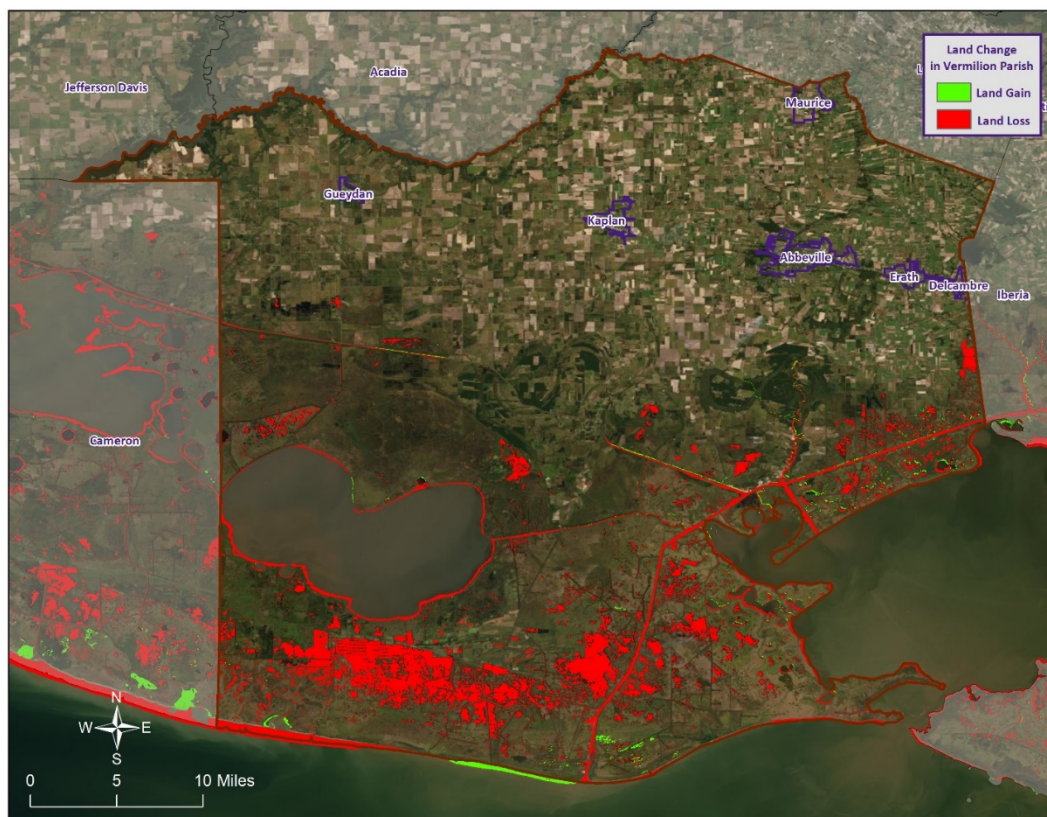 Land Change
in Vermilion Parish
Land Gain
Land Loss
Jefferson Davis
Acadia
Maurice
Gueydan
Kaplan
Abbeville
Erath
Delcambre
Iberia
Cameron
N
W
E
S
0
5
10 Miles